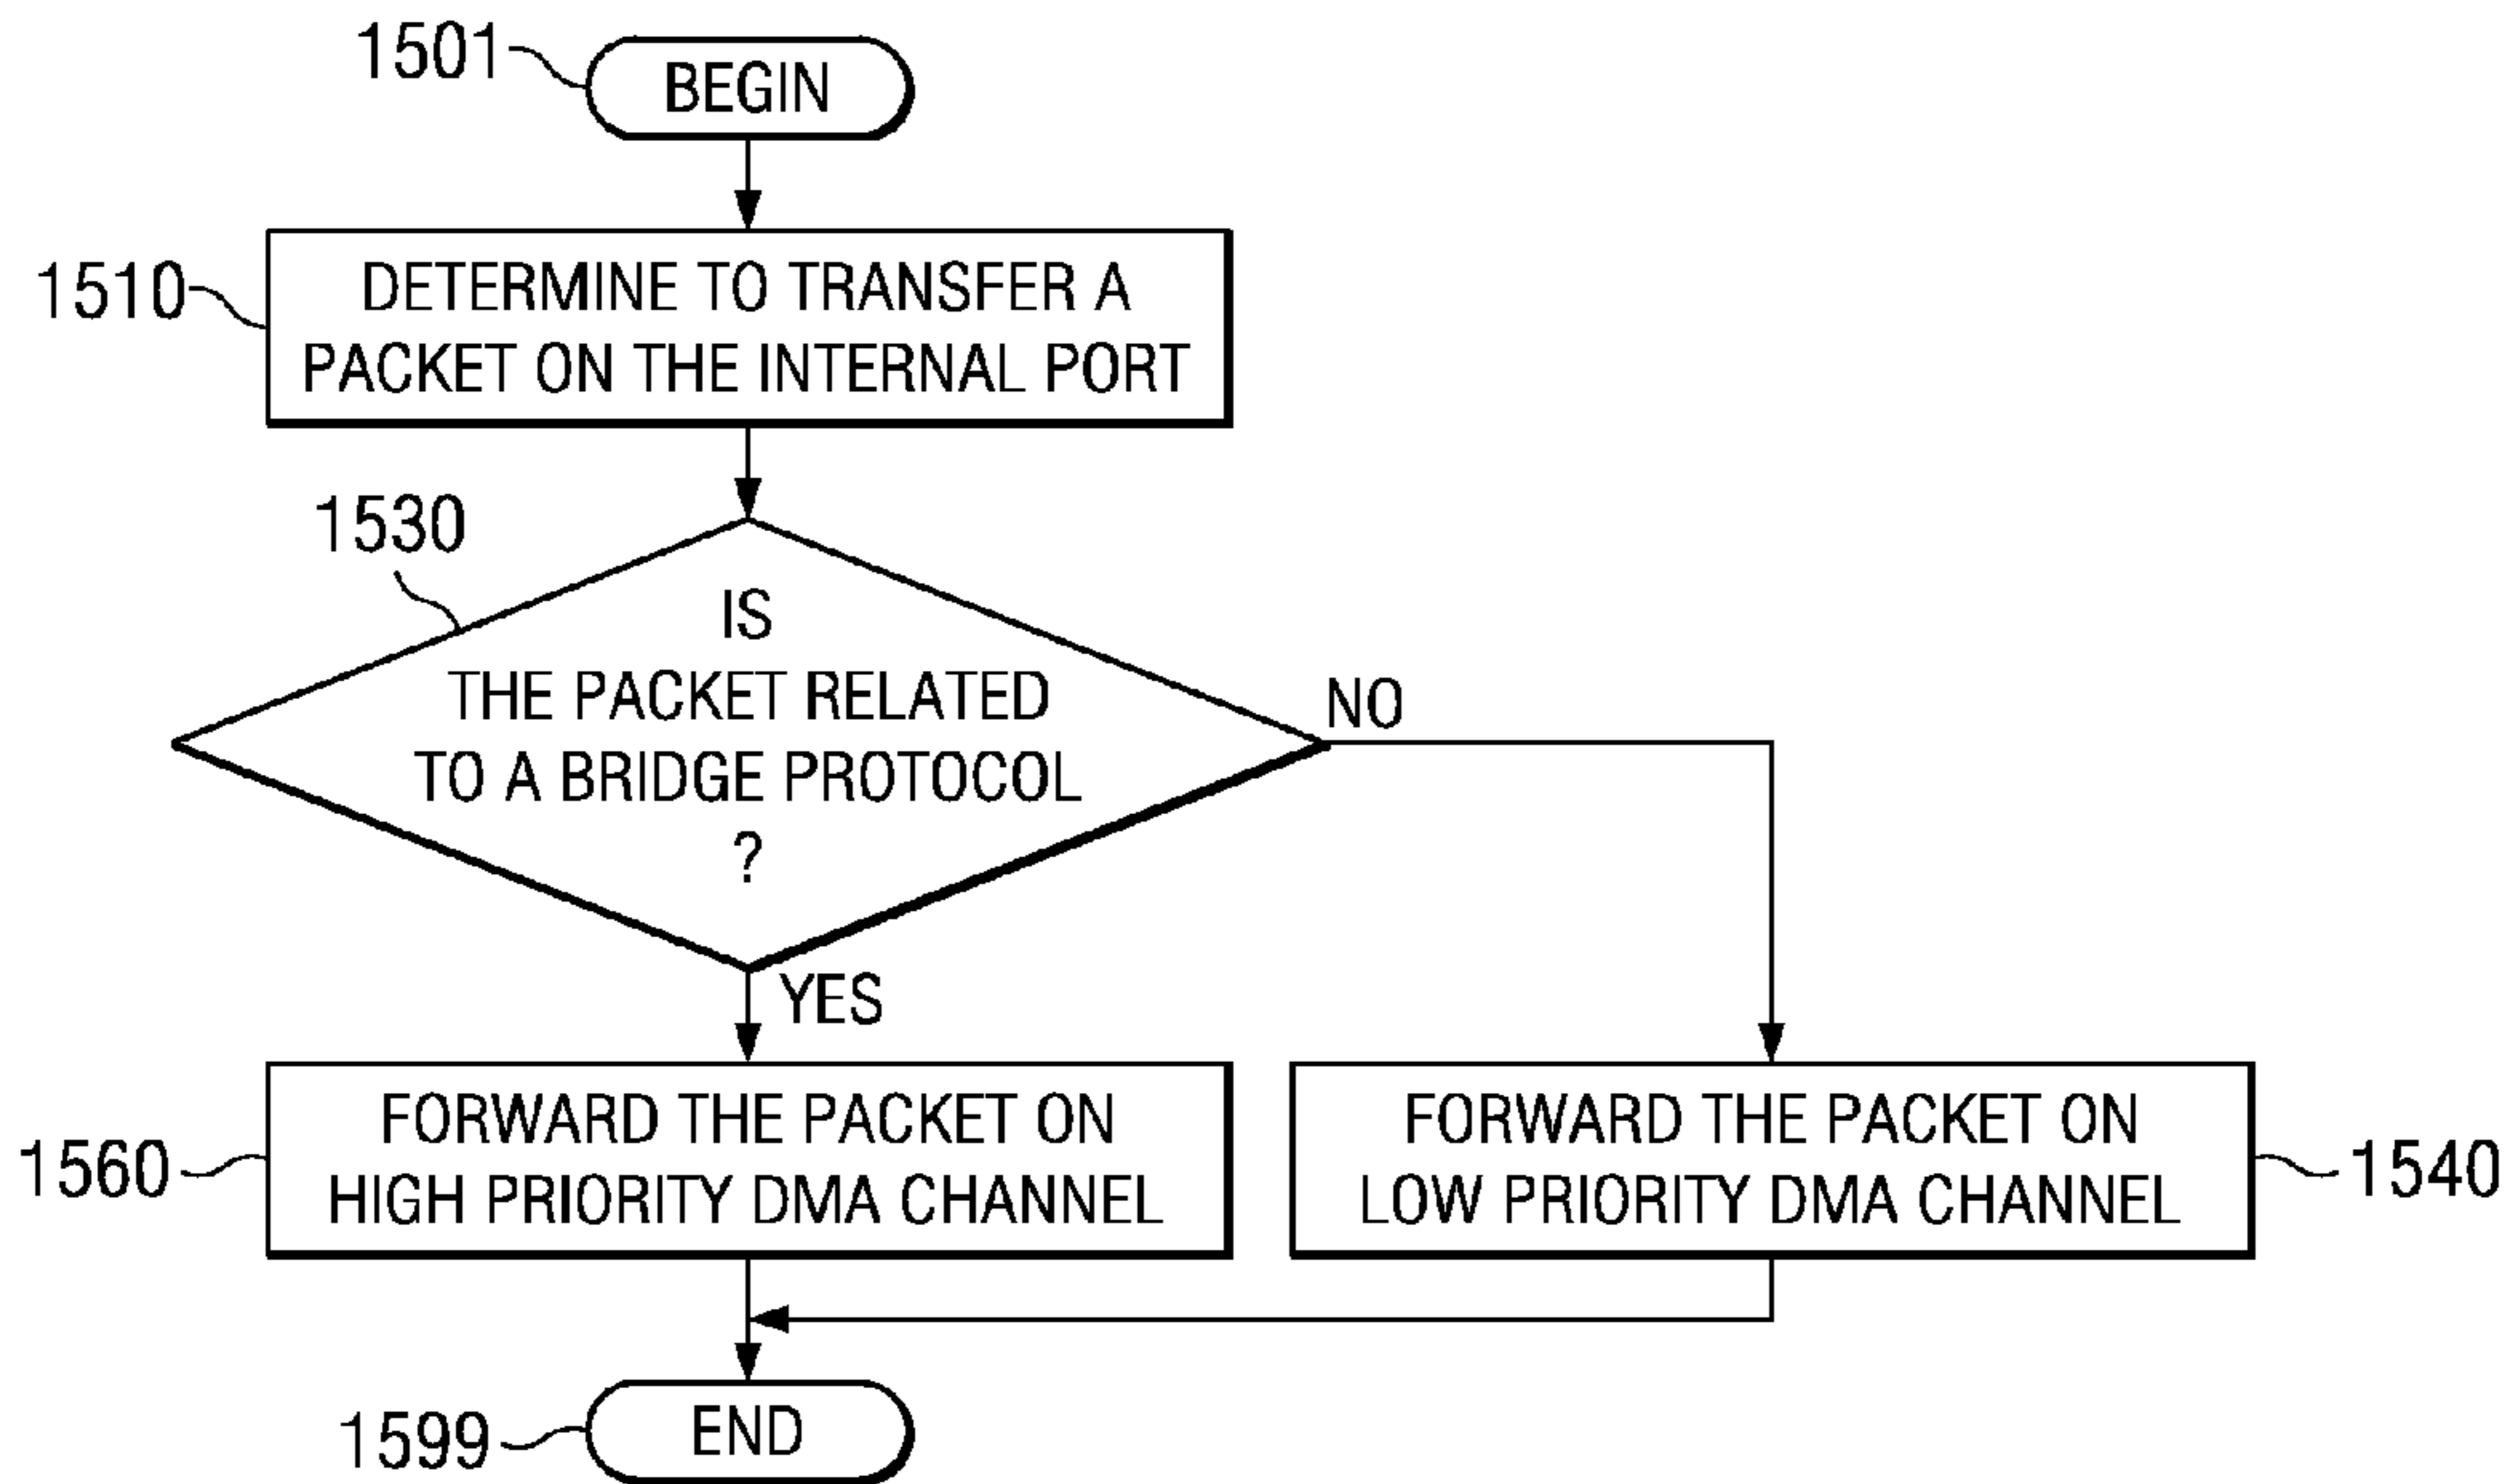 1501
BEGIN
1510
DETERMINE TO TRANSFER A
PACKET ON THE INTERNAL PORT
1530
IS
THE PACKET RELATED
TO A BRIDGE PROTOCOL
?
NO
YES
1560
FORWARD THE PACKET ON
HIGH PRIORITY DMA CHANNEL
FORWARD THE PACKET ON
LOW PRIORITY DMA CHANNEL
1540
1599
END